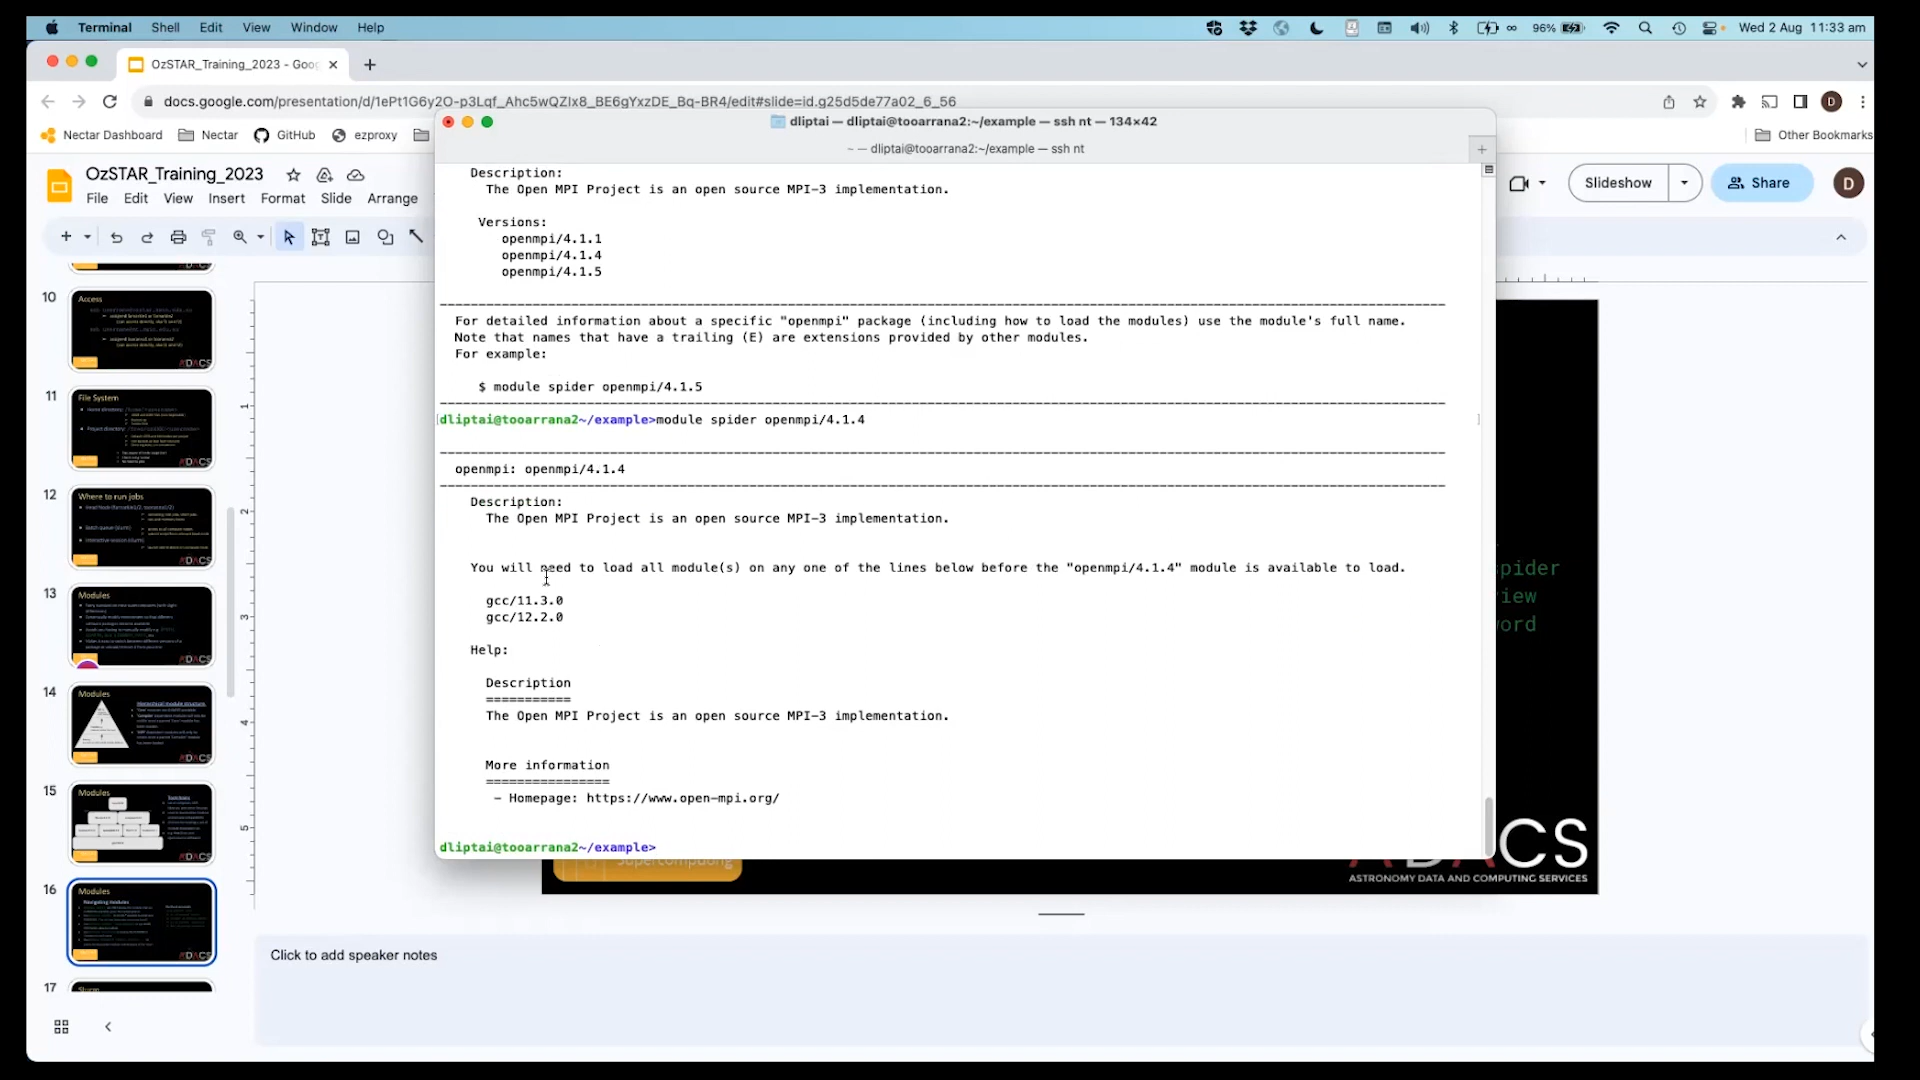 Terminal Shell Edit View Window Help 96% Wed 2 Aug 11:33 am
OzSTAR_Training_2023 - Goog
docs.google.com/presentation/d/1ePt1G6y2O-p3Lqf_Ahc5wQZIx8_BE6gYxzDE_Bq-BR4/edit#slide=id.g25d5de77a02_6_56
D
Nectar Dashboard Nectar GitHub ezproxy Other Bookmarks
OzSTAR_Training_2023
File Edit View Insert Format Slide Arrange
Slideshow Share D
dliptai — dliptai@tooarrana2:~/example — ssh nt — 134×42
~ — dliptai@tooarrana2:~/example — ssh nt
Description:
The Open MPI Project is an open source MPI-3 implementation.
Versions:
openmpi/4.1.1
openmpi/4.1.4
openmpi/4.1.5
For detailed information about a specific "openmpi" package (including how to load the modules) use the module's full name.
Note that names that have a trailing (E) are extensions provided by other modules.
For example:
$ module spider openmpi/4.1.5
dliptai@tooarrana2~/example>module spider openmpi/4.1.4
openmpi: openmpi/4.1.4
Description:
The Open MPI Project is an open source MPI-3 implementation.
You will need to load all module(s) on any one of the lines below before the "openmpi/4.1.4" module is available to load.
gcc/11.3.0
gcc/12.2.0
Help:
Description
===========
The Open MPI Project is an open source MPI-3 implementation.
More information
================
- Homepage: https://www.open-mpi.org/
dliptai@tooarrana2~/example>
10
Access
11
File System
12
Where to run jobs
13
Modules
14
Modules
15
Modules
16
Modules
Navigating modules
17
1
2
3
4
5
spider
iew
ord
Supercomputing
CS
ASTRONOMY DATA AND COMPUTING SERVICES
Click to add speaker notes